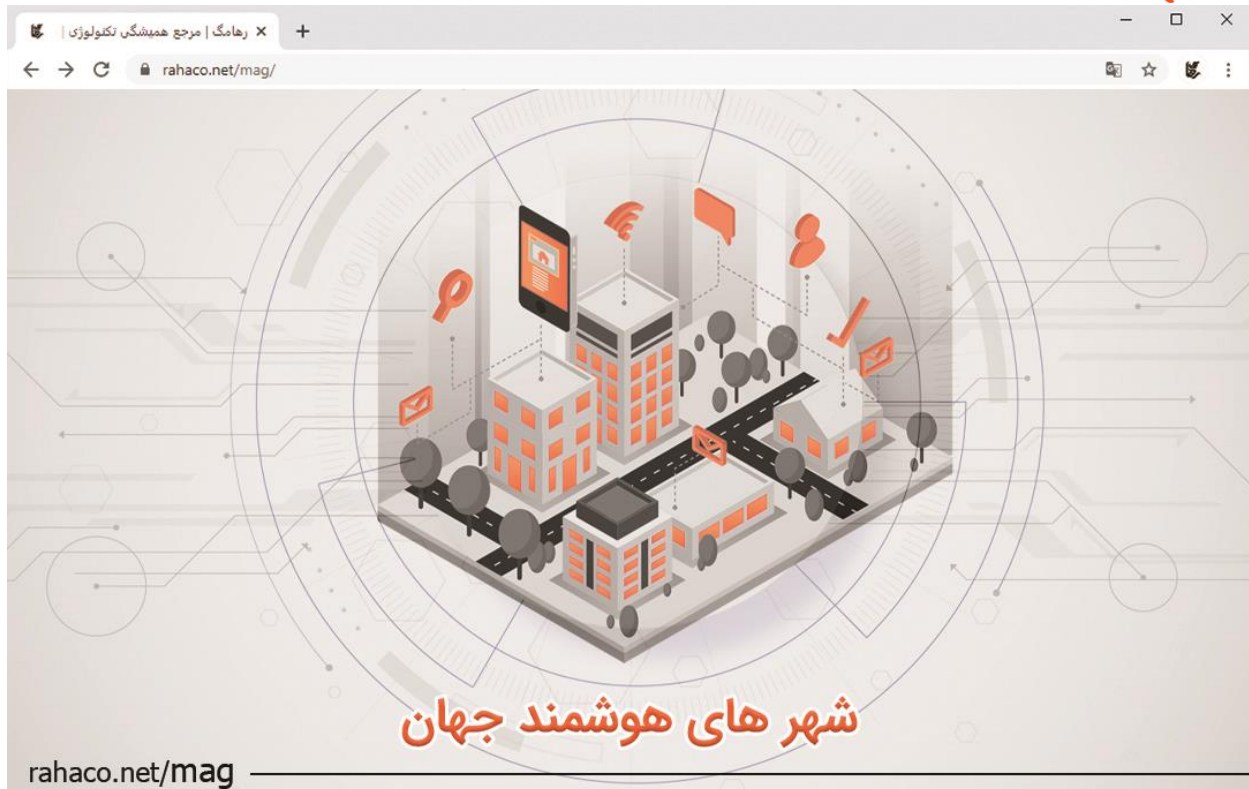 رهامگ | مرجع همیشگی تکنولوژی |
rahaco.net/mag/
شهر های هوشمند جهان
rahaco.net/mag